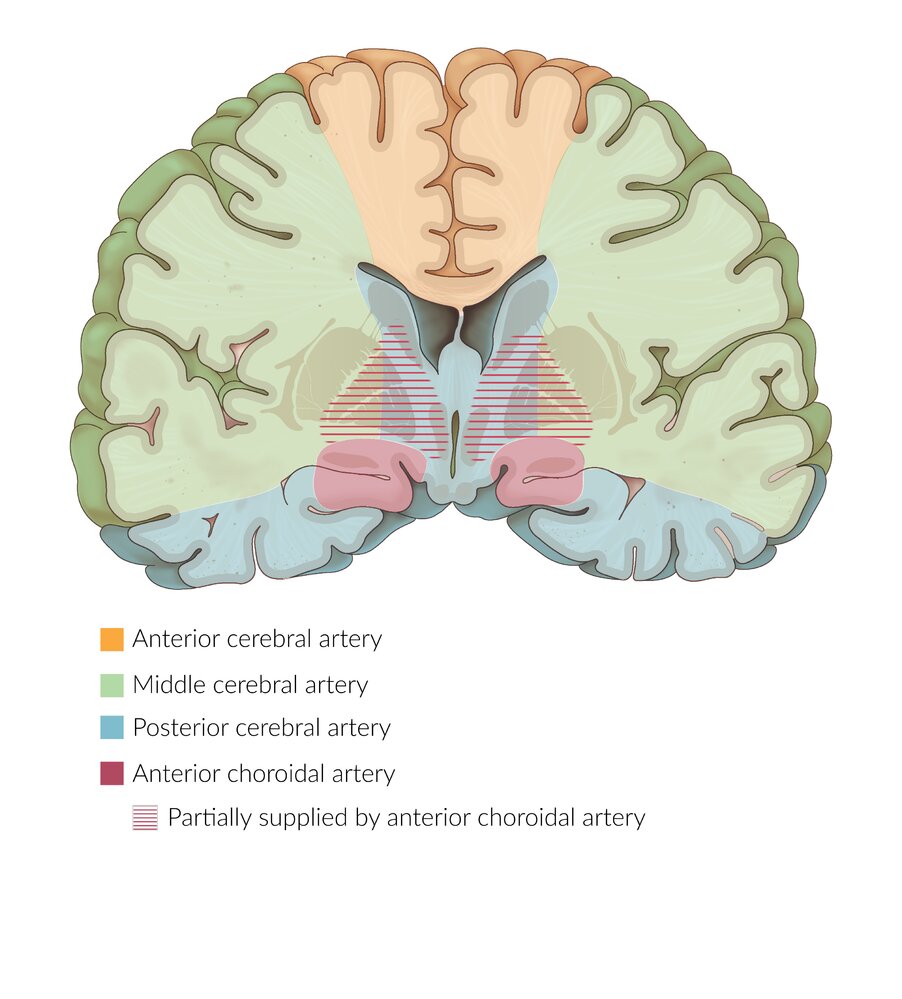 Anterior cerebral artery
Middle cerebral artery
Posterior cerebral artery
Anterior choroidal artery
Partially supplied by anterior choroidal artery